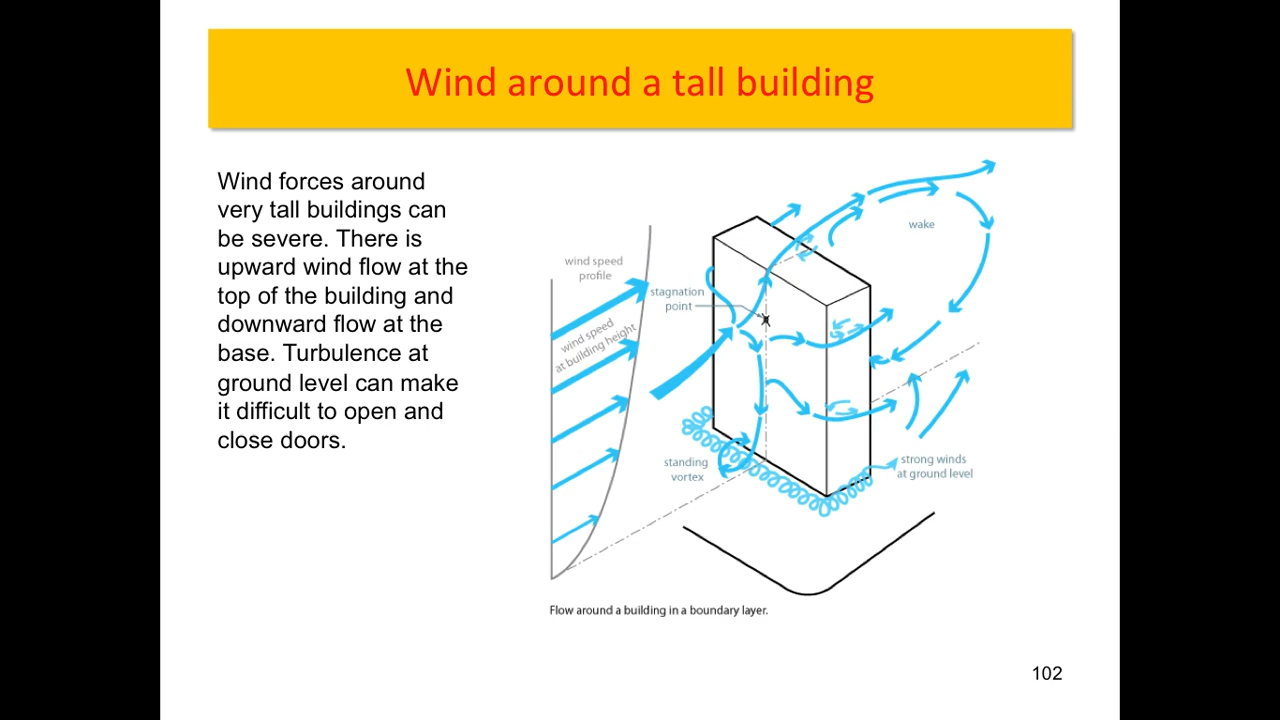 Wind around a tall building
Wind forces around
very tall buildings can
be severe. There is
upward wind flow at the
top of the building and
downward flow at the
base. Turbulence at
ground level can make
it difficult to open and
close doors.
wind speed
profile
wind speed
at building height
stagnation
point
wake
standing
vortex
strong winds
at ground level
Flow around a building in a boundary layer.
102